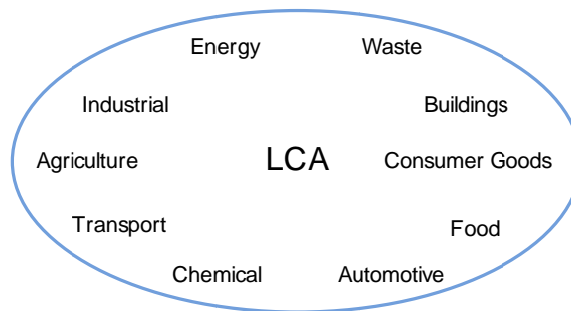 Energy Waste
Industrial Buildings
Agriculture LCA Consumer Goods
Transport Food
Chemical Automotive